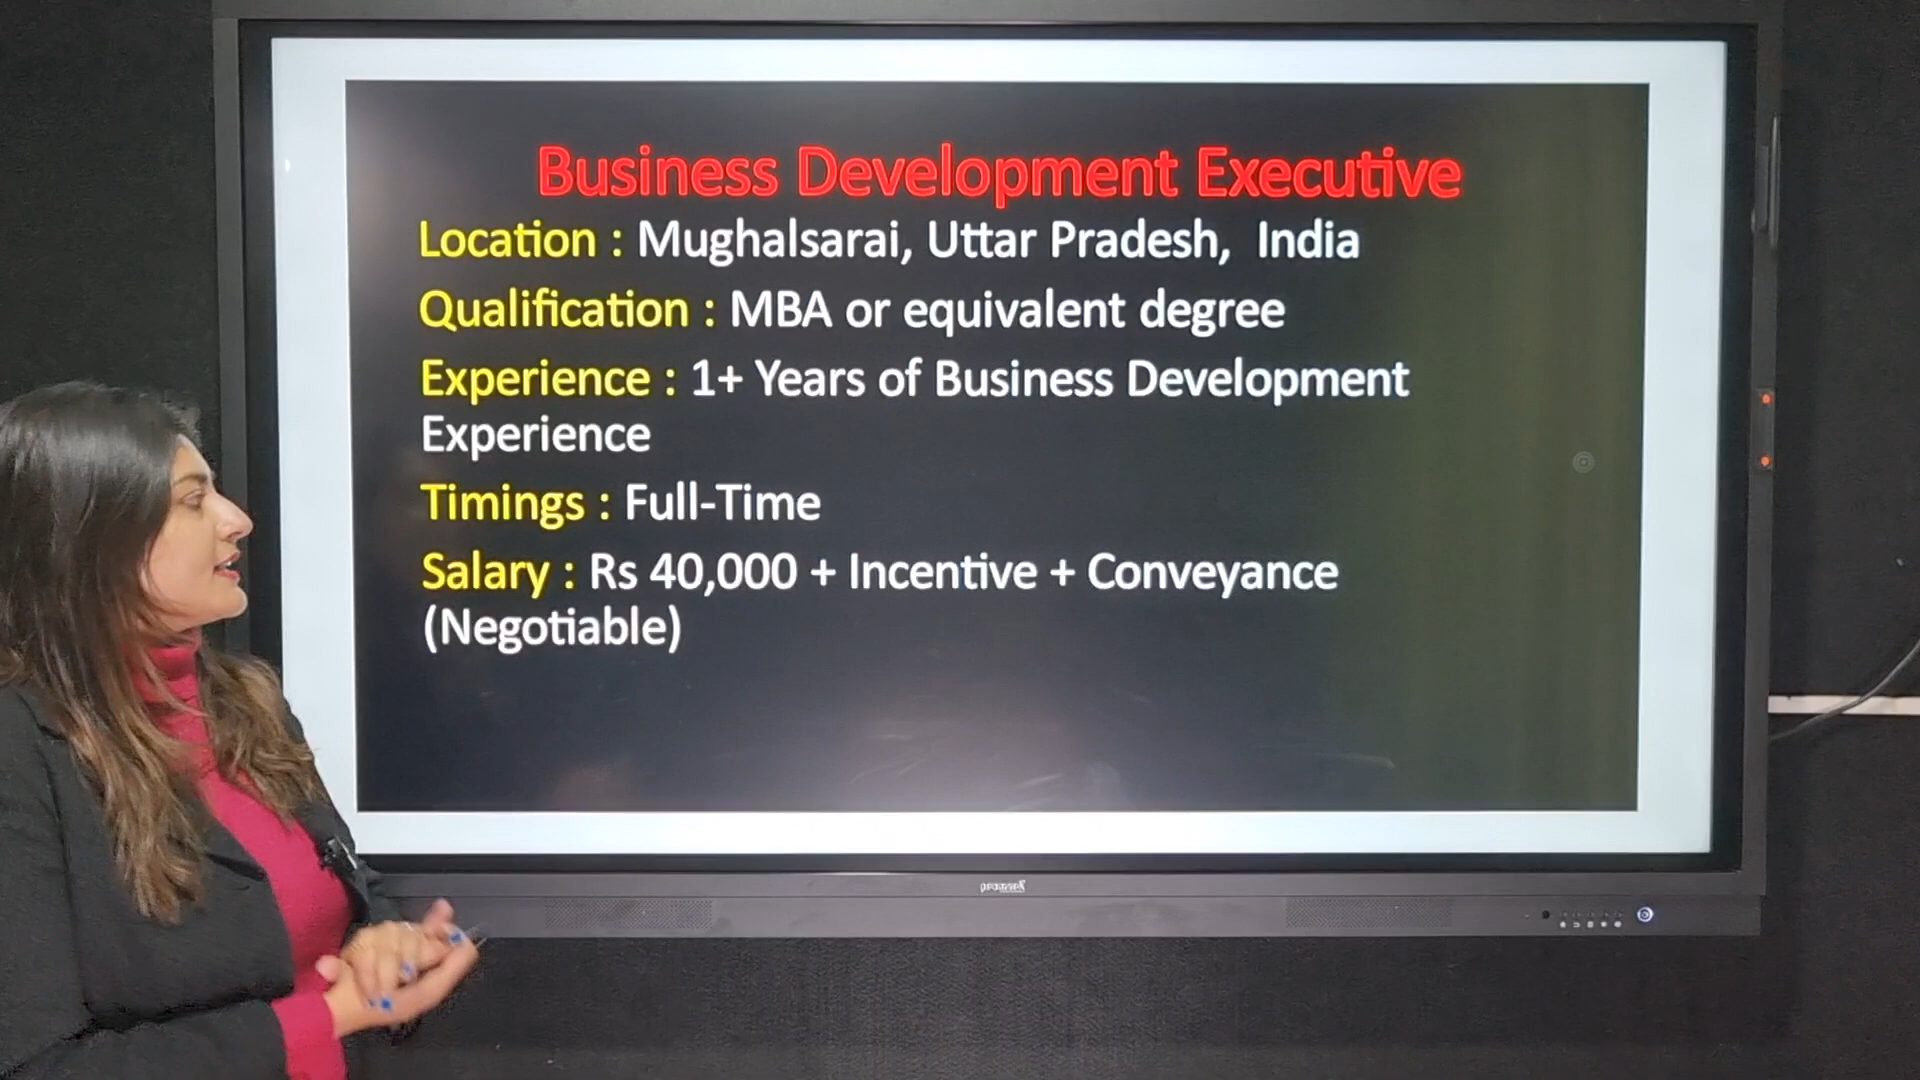 Business Development Executive
Location : Mughalsarai, Uttar Pradesh, India
Qualification : MBA or equivalent degree
Experience : 1+ Years of Business Development
Experience
Timings : Full-Time
Salary : Rs 40,000 + Incentive + Conveyance
(Negotiable)